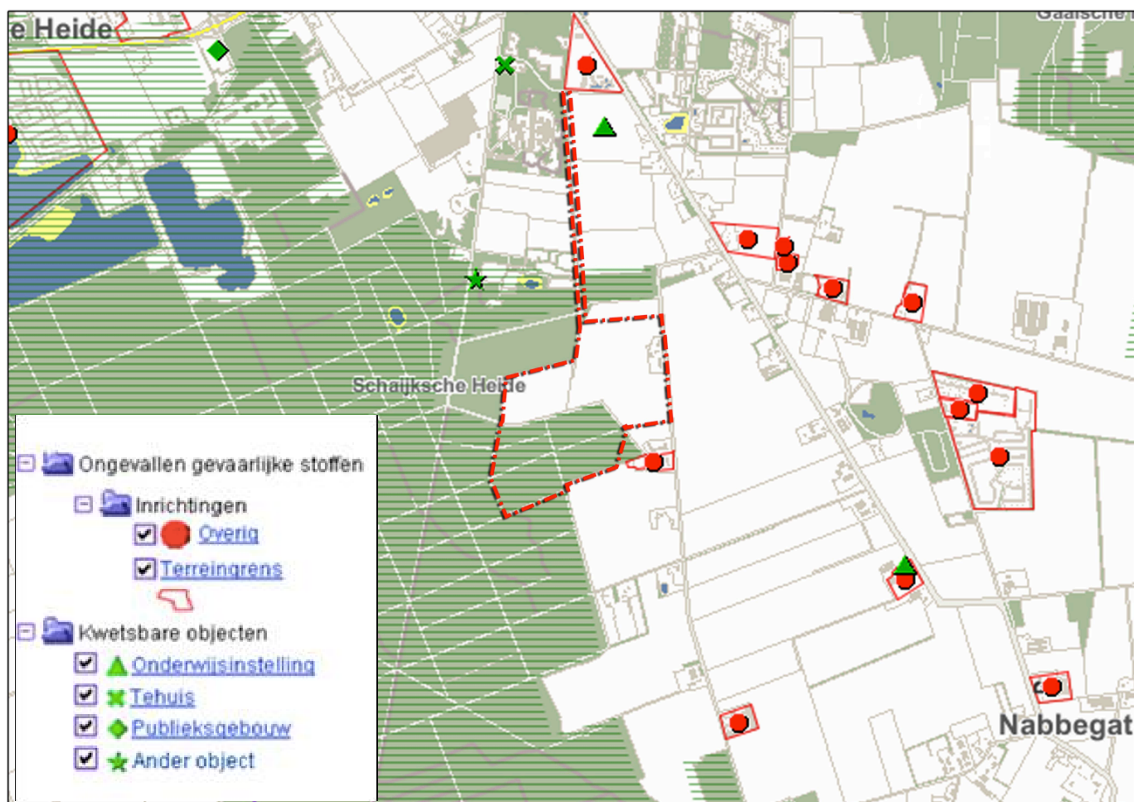 e Heide
Gaalsche
Schaijksche Heide
Ongevallen gevaarlijke stoffen
Inrichtingen
Overig
Terreingrens
Kwetsbare objecten
Onderwijsinstelling
Tehuis
Publieksgebouw
Ander object
Nabbegat